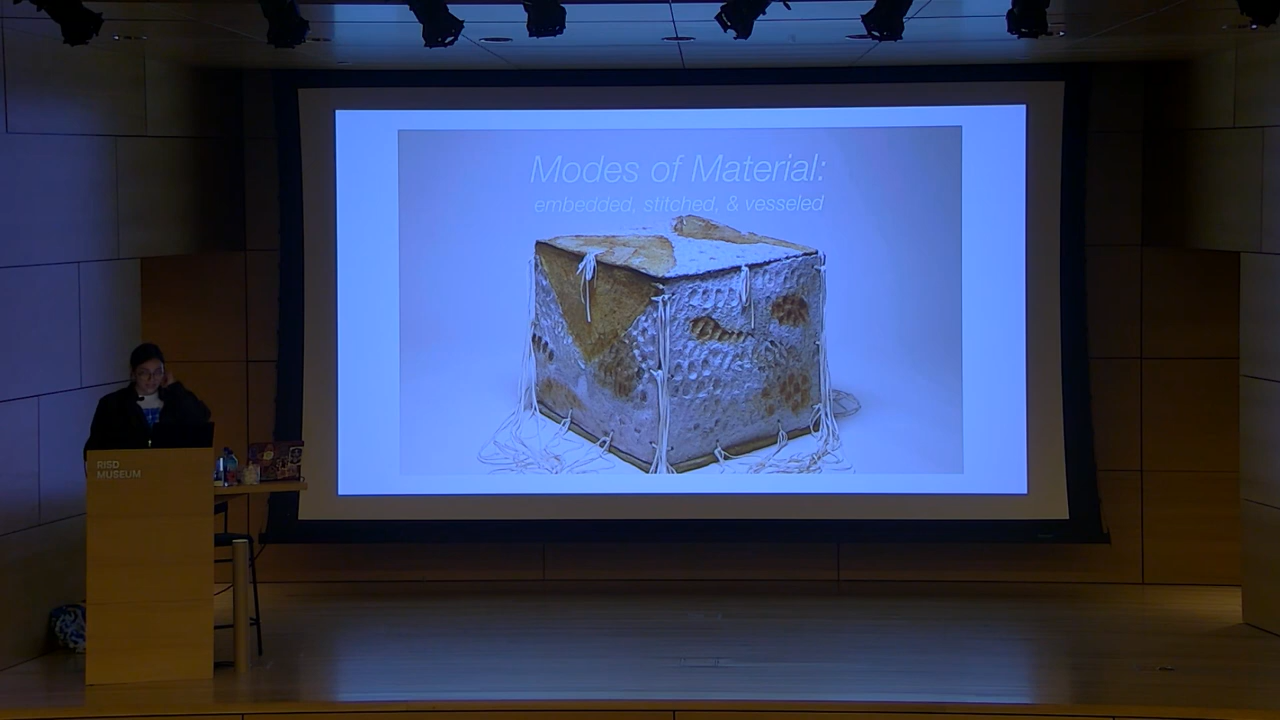 Modes of Material:
embedded, stitched, & vesseled
RISD
MUSEUM